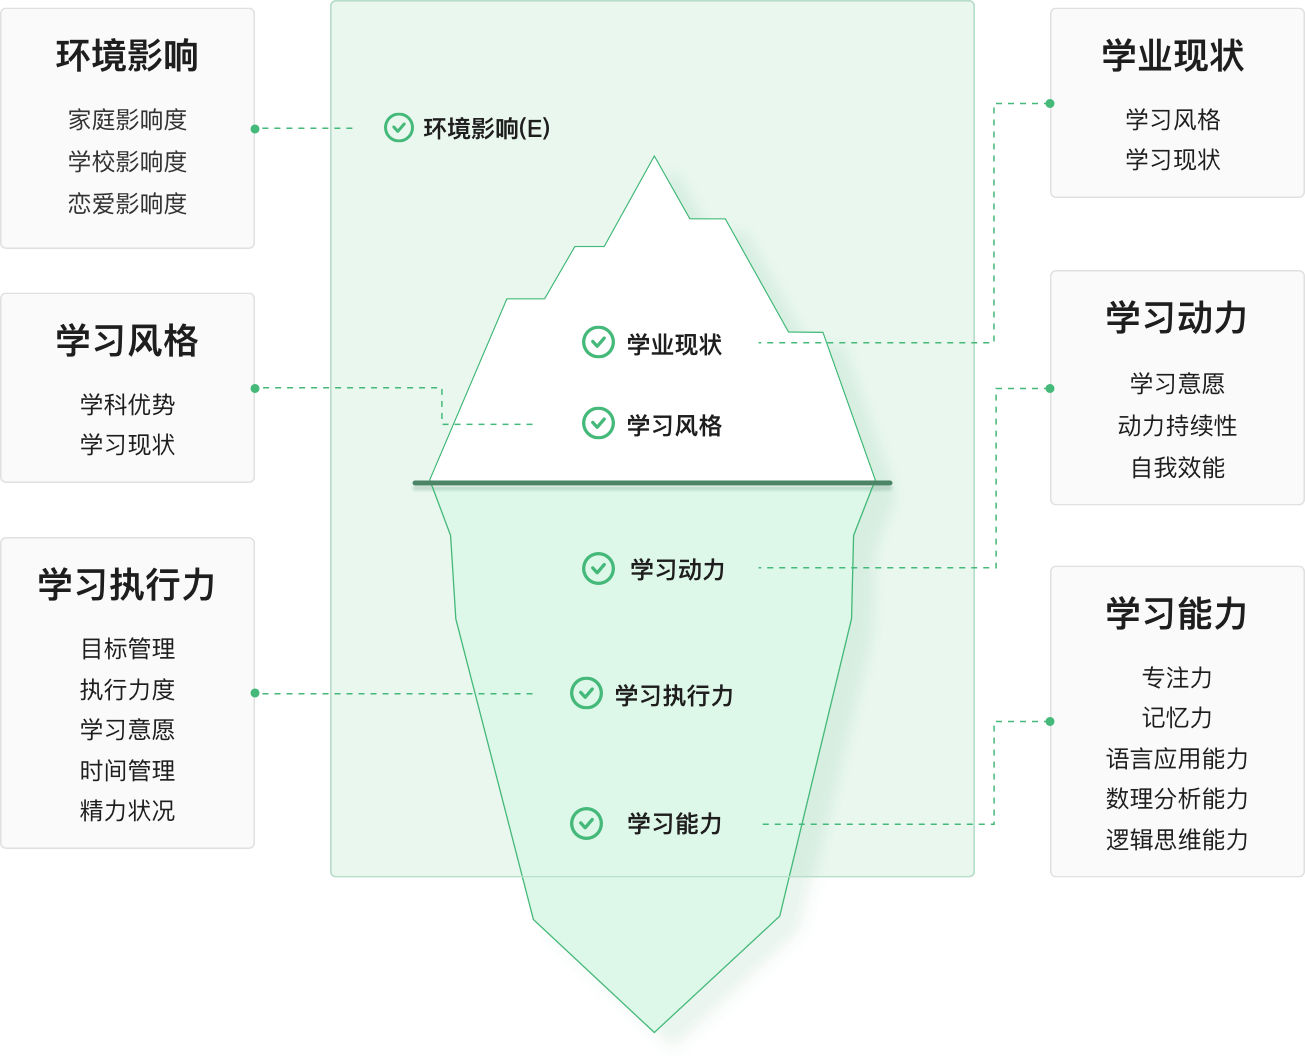 环境影响
家庭影响度
学校影响度
恋爱影响度
学习风格
学科优势
学习现状
学习执行力
目标管理
执行力度
学习意愿
时间管理
精力状况
环境影响(E)
学业现状
学习风格
学习动力
学习执行力
学习能力
学业现状
学习风格
学习现状
学习动力
学习意愿
动力持续性
自我效能
学习能力
专注力
记忆力
语言应用能力
数理分析能力
逻辑思维能力